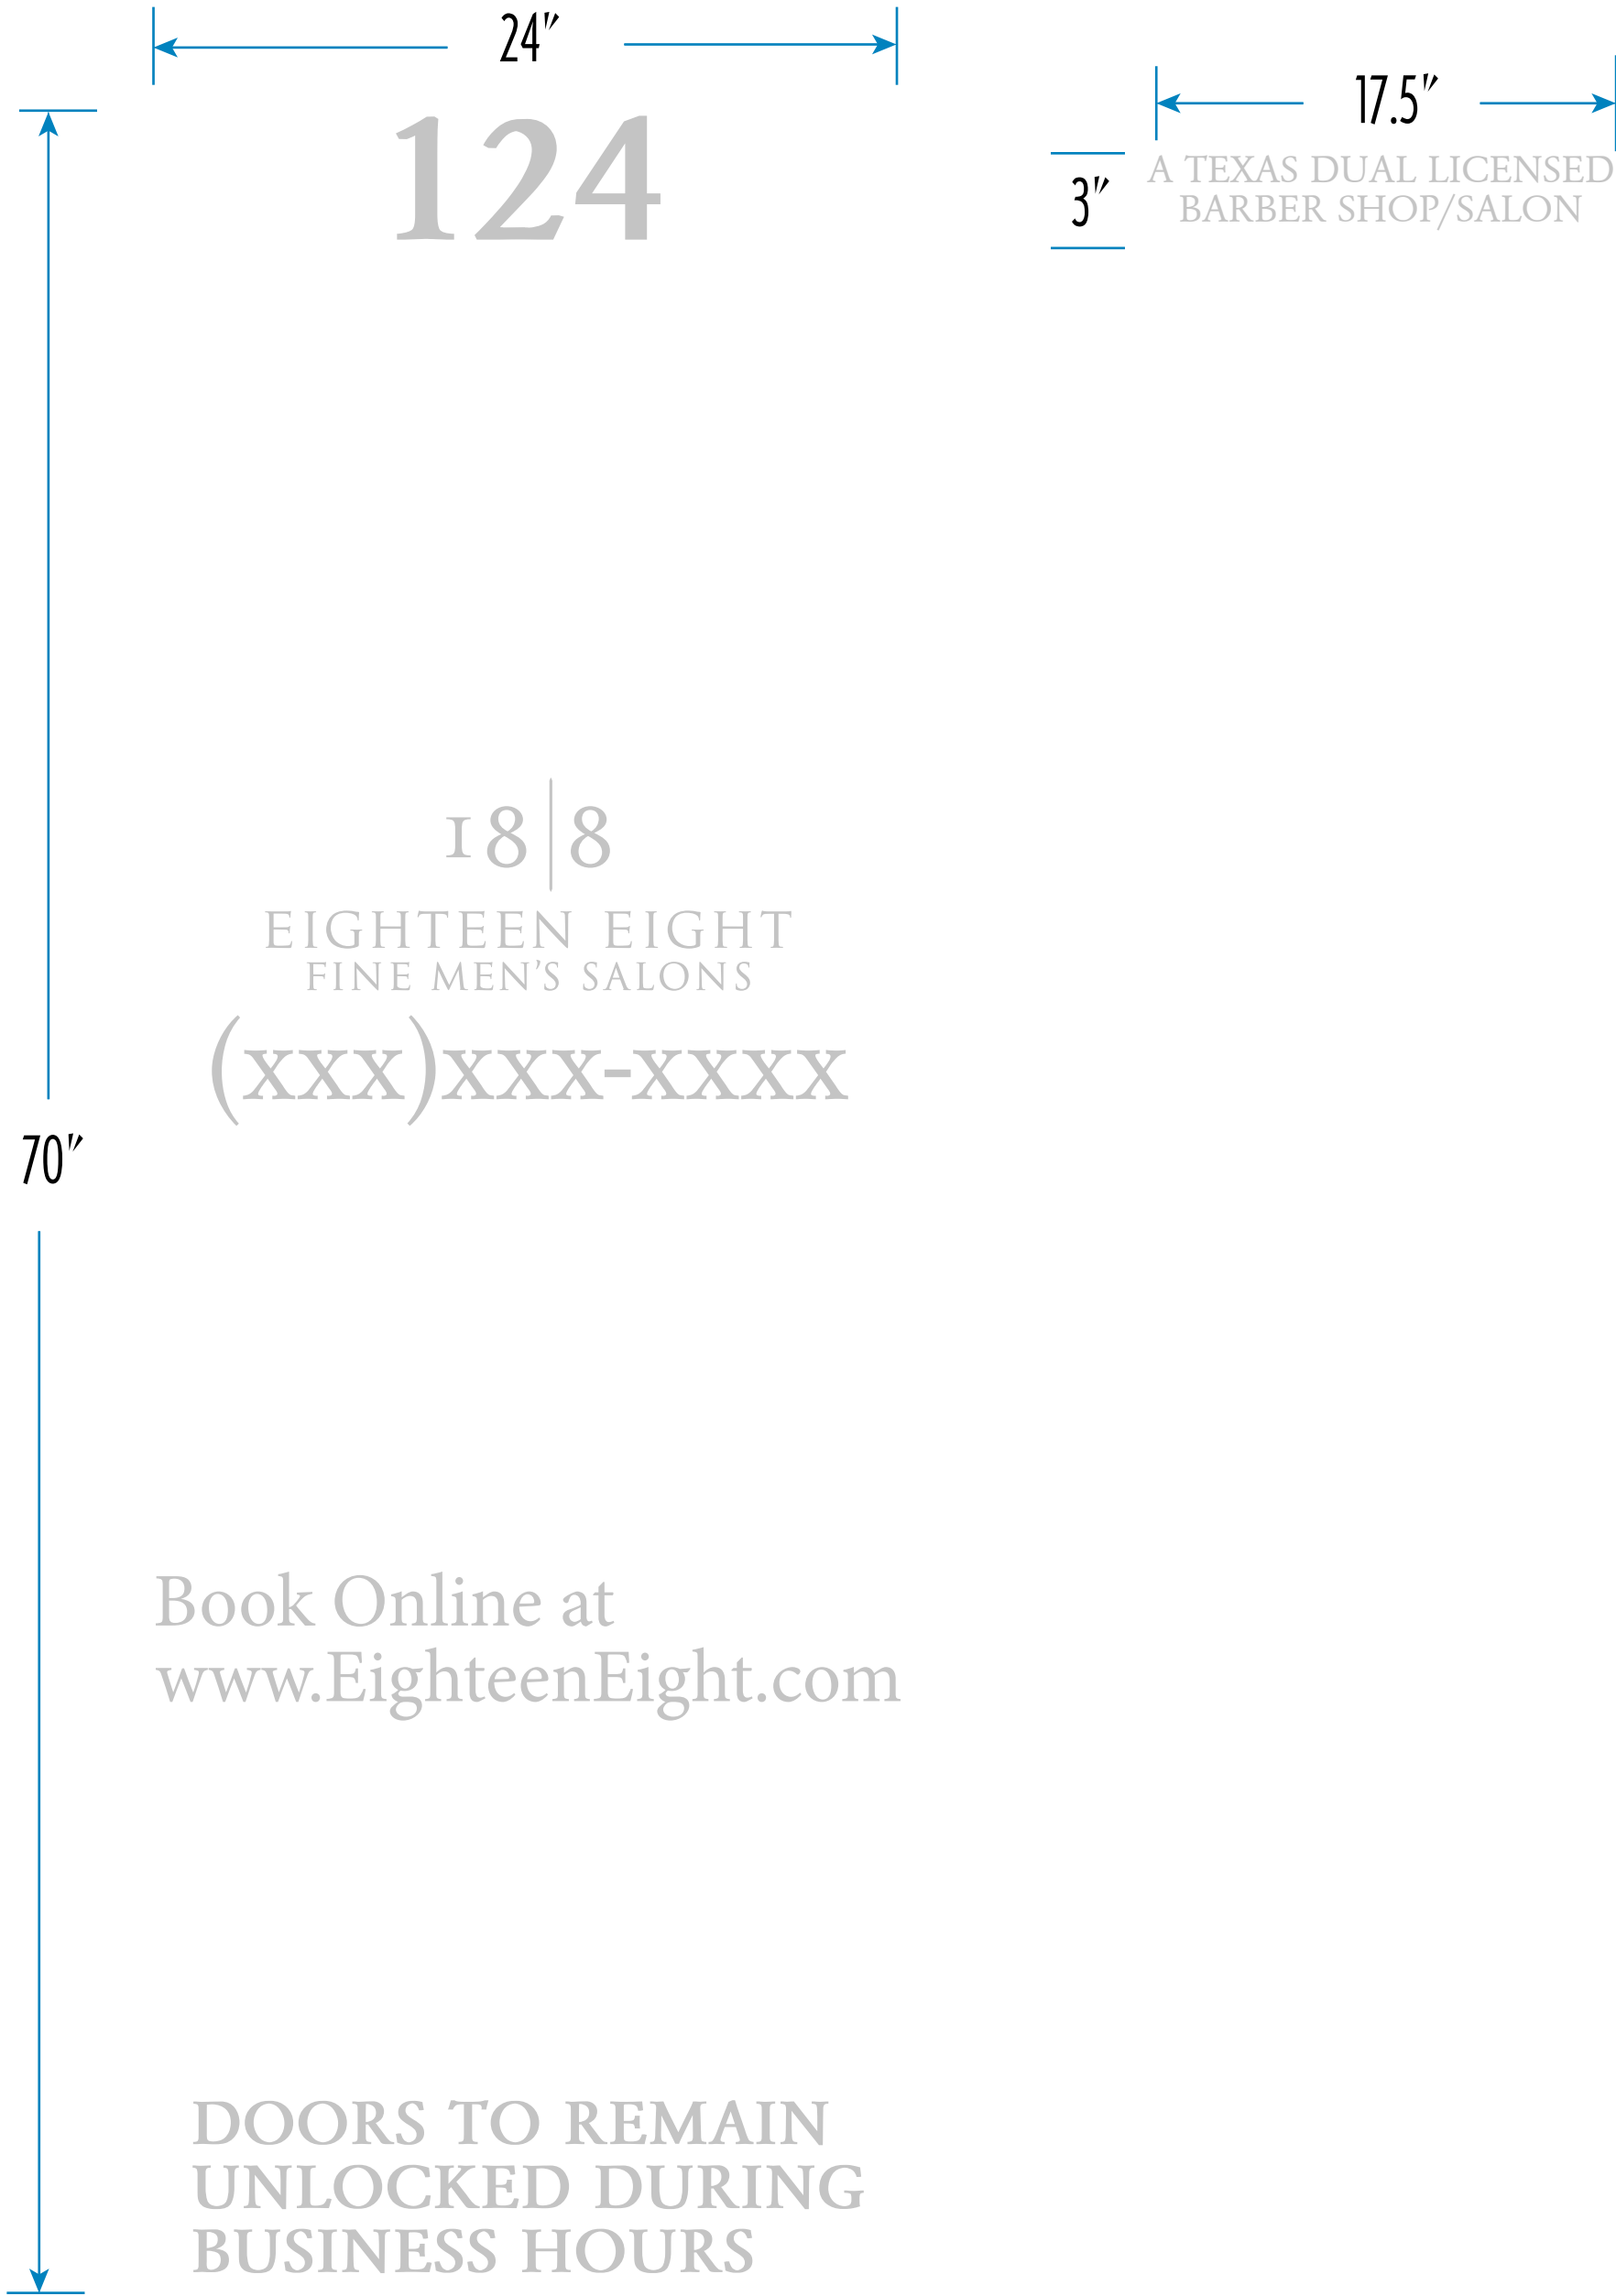 24"
124
17.5"
3"
A TEXAS DUAL LICENSED
BARBER SHOP/SALON
18|8
EIGHTEEN EIGHT
FINE MEN'S SALONS
(xxx)xxx-xxxx
70"
Book Online at
www.EighteenEight.com
DOORS TO REMAIN
UNLOCKED DURING
BUSINESS HOURS